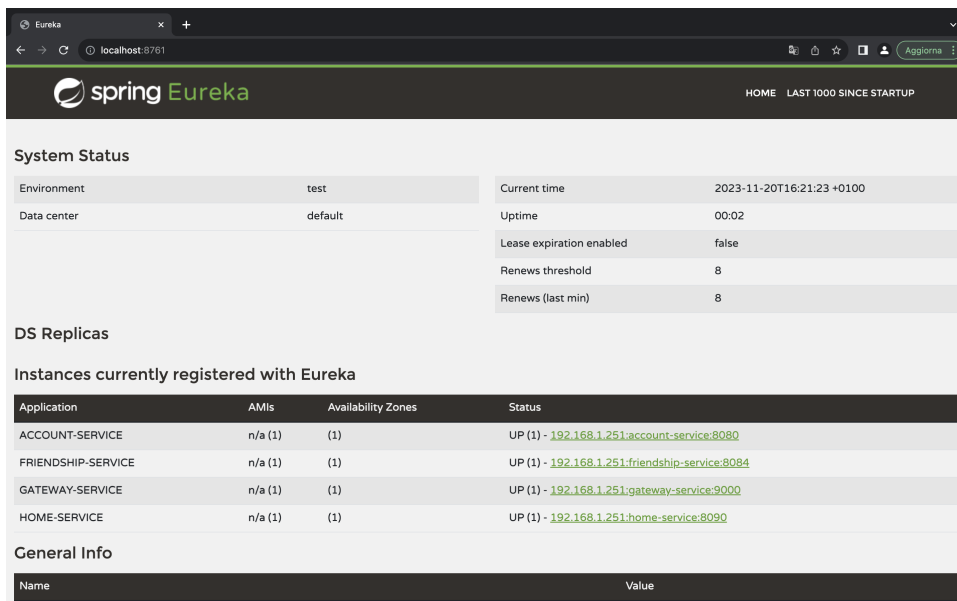 Eureka
localhost:8761
Aggiorna
spring Eureka
HOME LAST 1000 SINCE STARTUP
System Status
Environment test
Current time 2023-11-20T16:21:23 +0100
Data center default
Uptime 00:02
Lease expiration enabled false
Renews threshold 8
Renews (last min) 8
DS Replicas
Instances currently registered with Eureka
Application AMIs Availability Zones Status
ACCOUNT-SERVICE n/a (1) (1) UP (1) - 192.168.1.251:account-service:8080
FRIENDSHIP-SERVICE n/a (1) (1) UP (1) - 192.168.1.251:friendship-service:8084
GATEWAY-SERVICE n/a (1) (1) UP (1) - 192.168.1.251:gateway-service:9000
HOME-SERVICE n/a (1) (1) UP (1) - 192.168.1.251:home-service:8090
General Info
Name Value